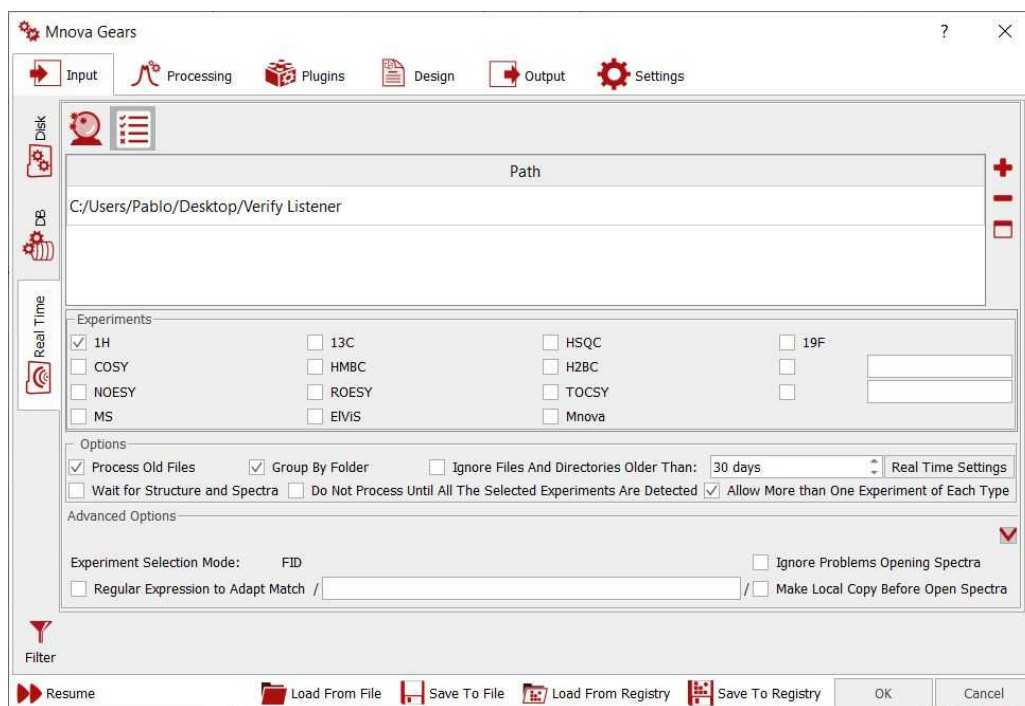 Mnova Gears ?
Input Processing Plugins Design Output Settings
Disk
DB
Real Time
Filter
Path
C:/Users/Pablo/Desktop/Verify Listener
Experiments
1H 13C HSQC 19F
COSY HMBC H2BC
NOESY ROESY TOCSY
MS ElViS Mnova
Options
Process Old Files Group By Folder Ignore Files And Directories Older Than: 30 days Real Time Settings
Wait for Structure and Spectra Do Not Process Until All The Selected Experiments Are Detected Allow More than One Experiment of Each Type
Advanced Options
Experiment Selection Mode: FID Ignore Problems Opening Spectra
Regular Expression to Adapt Match / / Make Local Copy Before Open Spectra
Resume Load From File Save To File Load From Registry Save To Registry OK Cancel